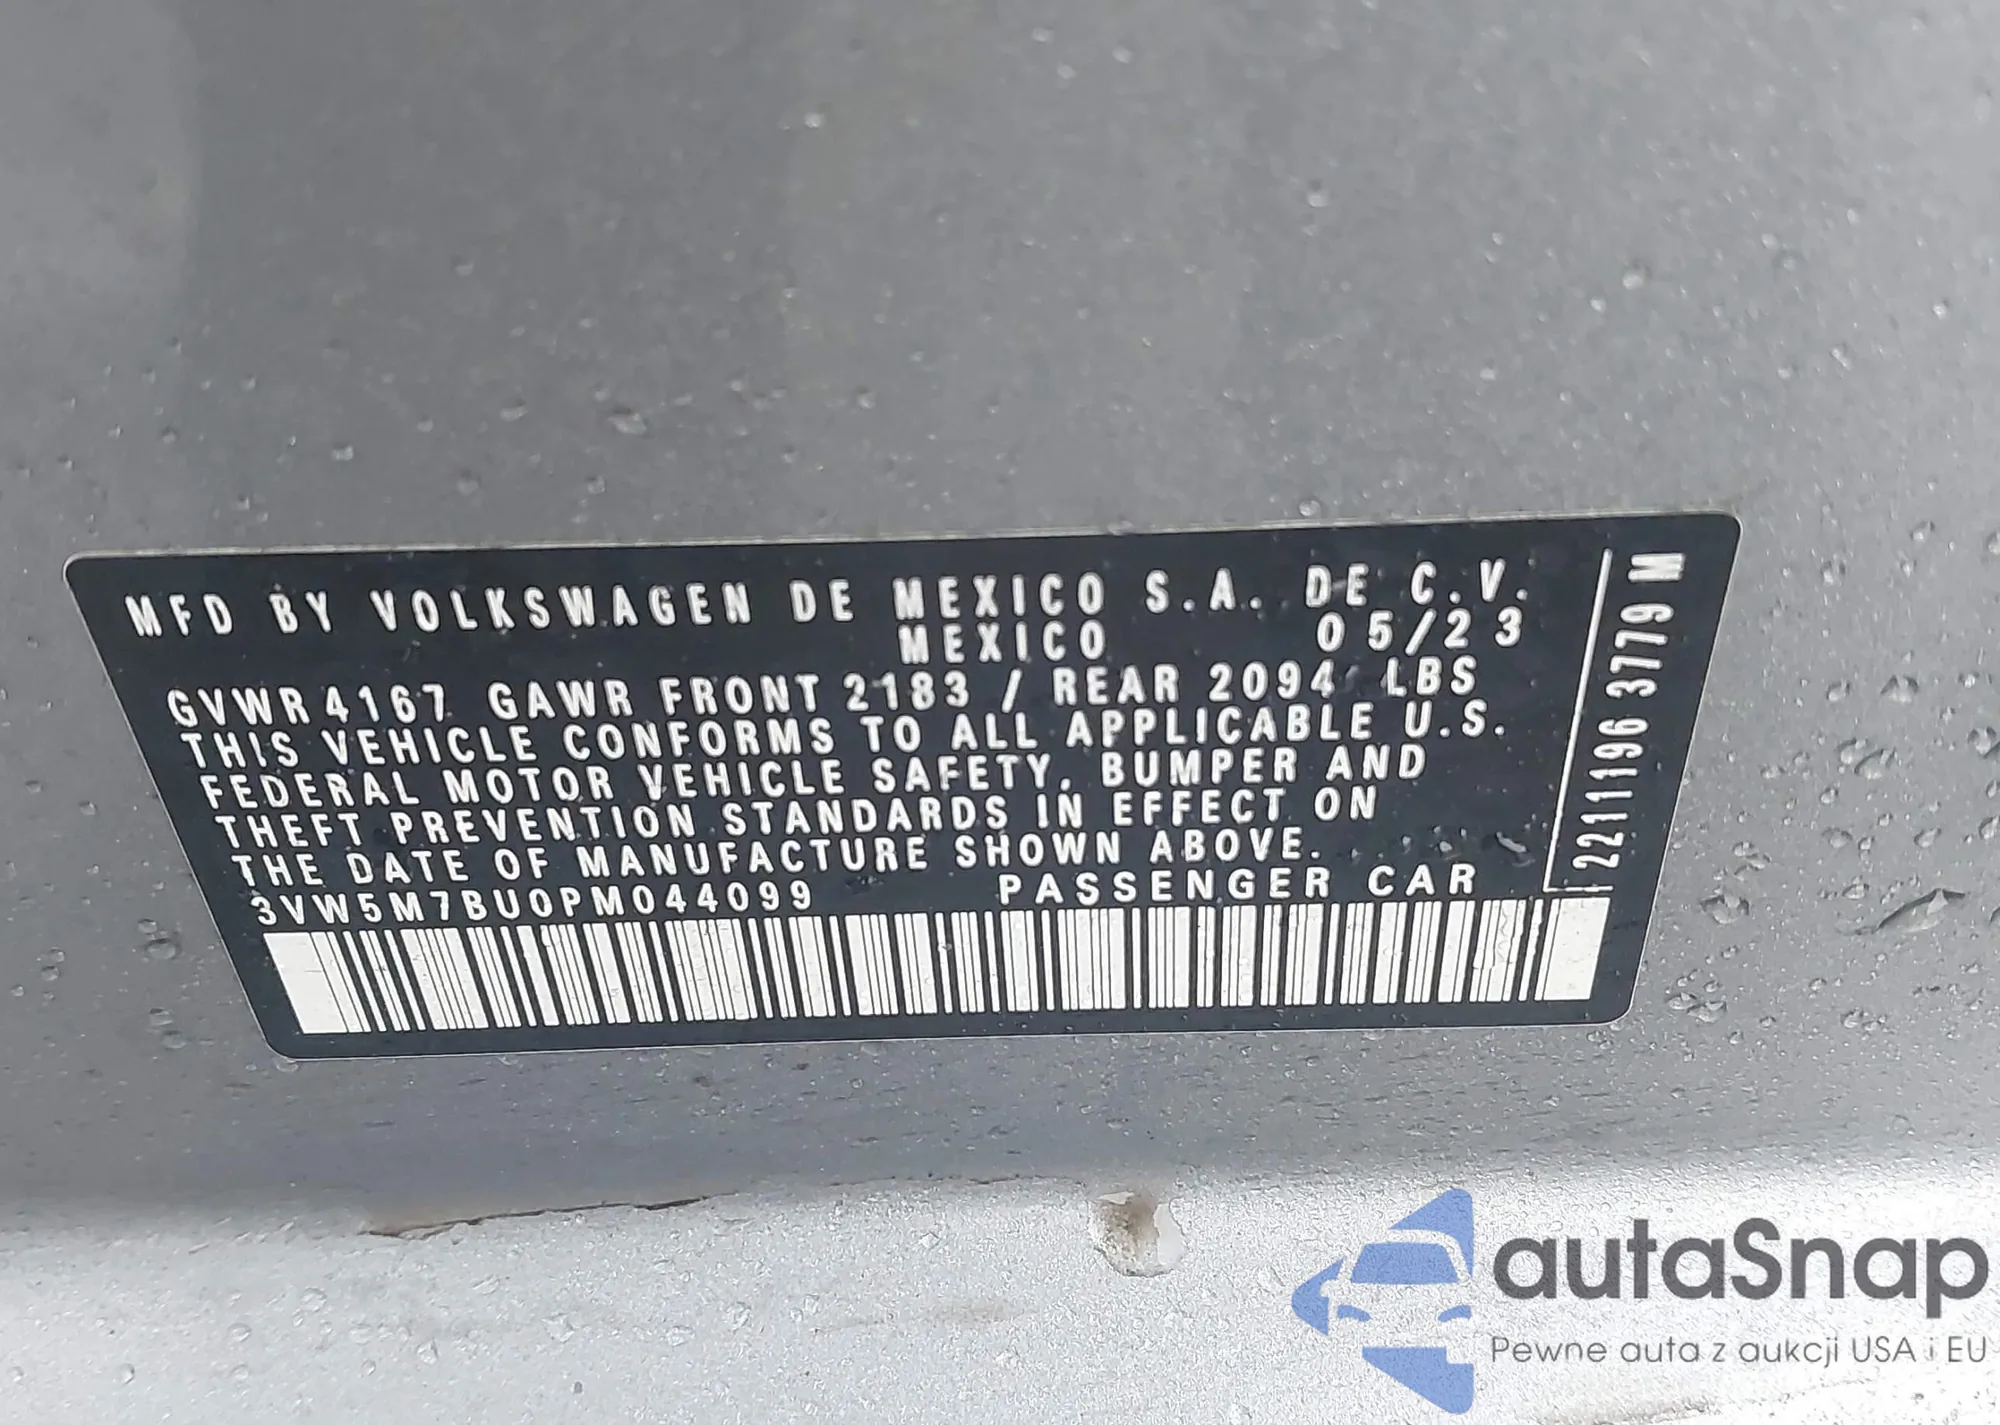 MFD BY VOLKSWAGEN DE MEXICO S.A. DE C.V.
MEXICO 05/23
GVWR 4167 GAWR FRONT 2183 / REAR 2094 LBS
THIS VEHICLE CONFORMS TO ALL APPLICABLE U.S.
FEDERAL MOTOR VEHICLE SAFETY, BUMPER AND
THEFT PREVENTION STANDARDS IN EFFECT ON
THE DATE OF MANUFACTURE SHOWN ABOVE.
3VW5M7BU0PM044099 PASSENGER CAR
2211196 3779 M
autaSnap
Pewne auta z aukcji USA i EU